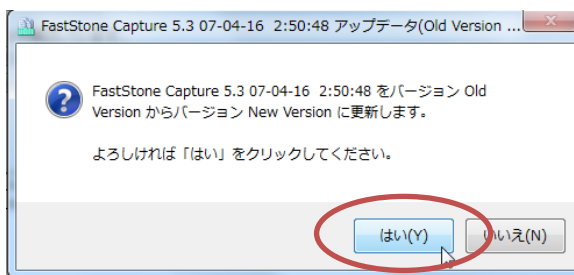 FastStone Capture 5.3 07-04-16  2:50:48 アップデータ(Old Version ...
FastStone Capture 5.3 07-04-16  2:50:48 をバージョン Old
Version からバージョン New Version に更新します。
よろしければ「はい」をクリックしてください。
はい(Y)
いいえ(N)